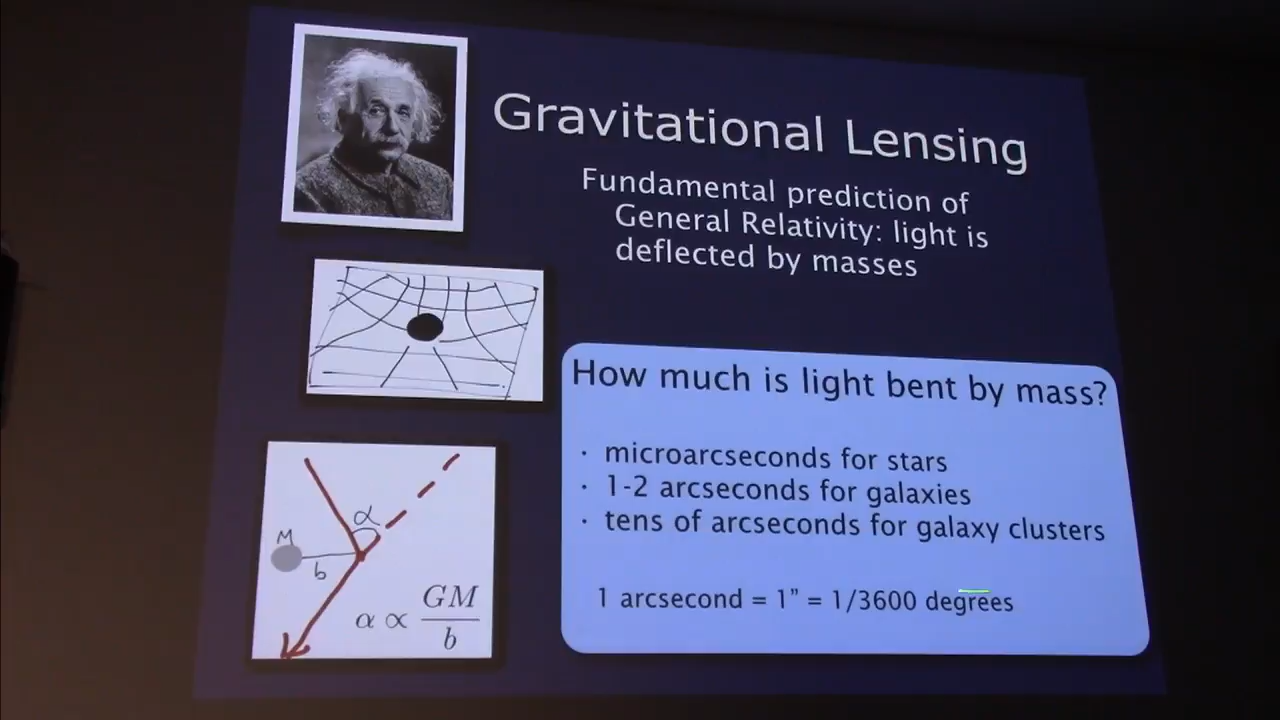 Gravitational Lensing
Fundamental prediction of
General Relativity: light is
deflected by masses
How much is light bent by mass?
· microarcseconds for stars
· 1-2 arcseconds for galaxies
· tens of arcseconds for galaxy clusters
1 arcsecond = 1” = 1/3600 degrees
α
M
b
α ∝ GM/b